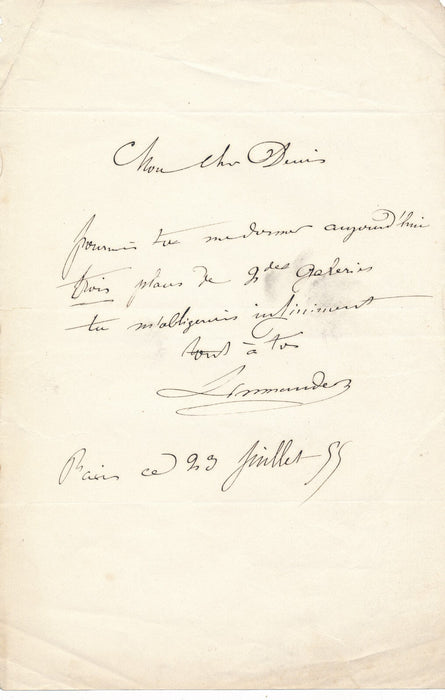 Mon cher Denis
pourrais tu me donner aujourd'hui
trois places de 2des galeries
tu m'obligerais infiniment
tout à toi
Paris ce 23 Juillet 55